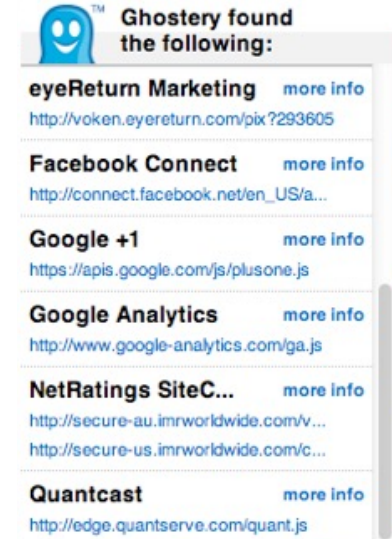 TM
Ghostery found
the following:
eyeReturn Marketing more info
http://voken.eyereturn.com/pix?293605
Facebook Connect more info
http://connect.facebook.net/en_US/a...
Google +1 more info
https://apis.google.com/js/plusone.js
Google Analytics more info
http://www.google-analytics.com/ga.js
NetRatings SiteC... more info
http://secure-au.imrworldwide.com/v...
http://secure-us.imrworldwide.com/c...
Quantcast more info
http://edge.quantserve.com/quant.js